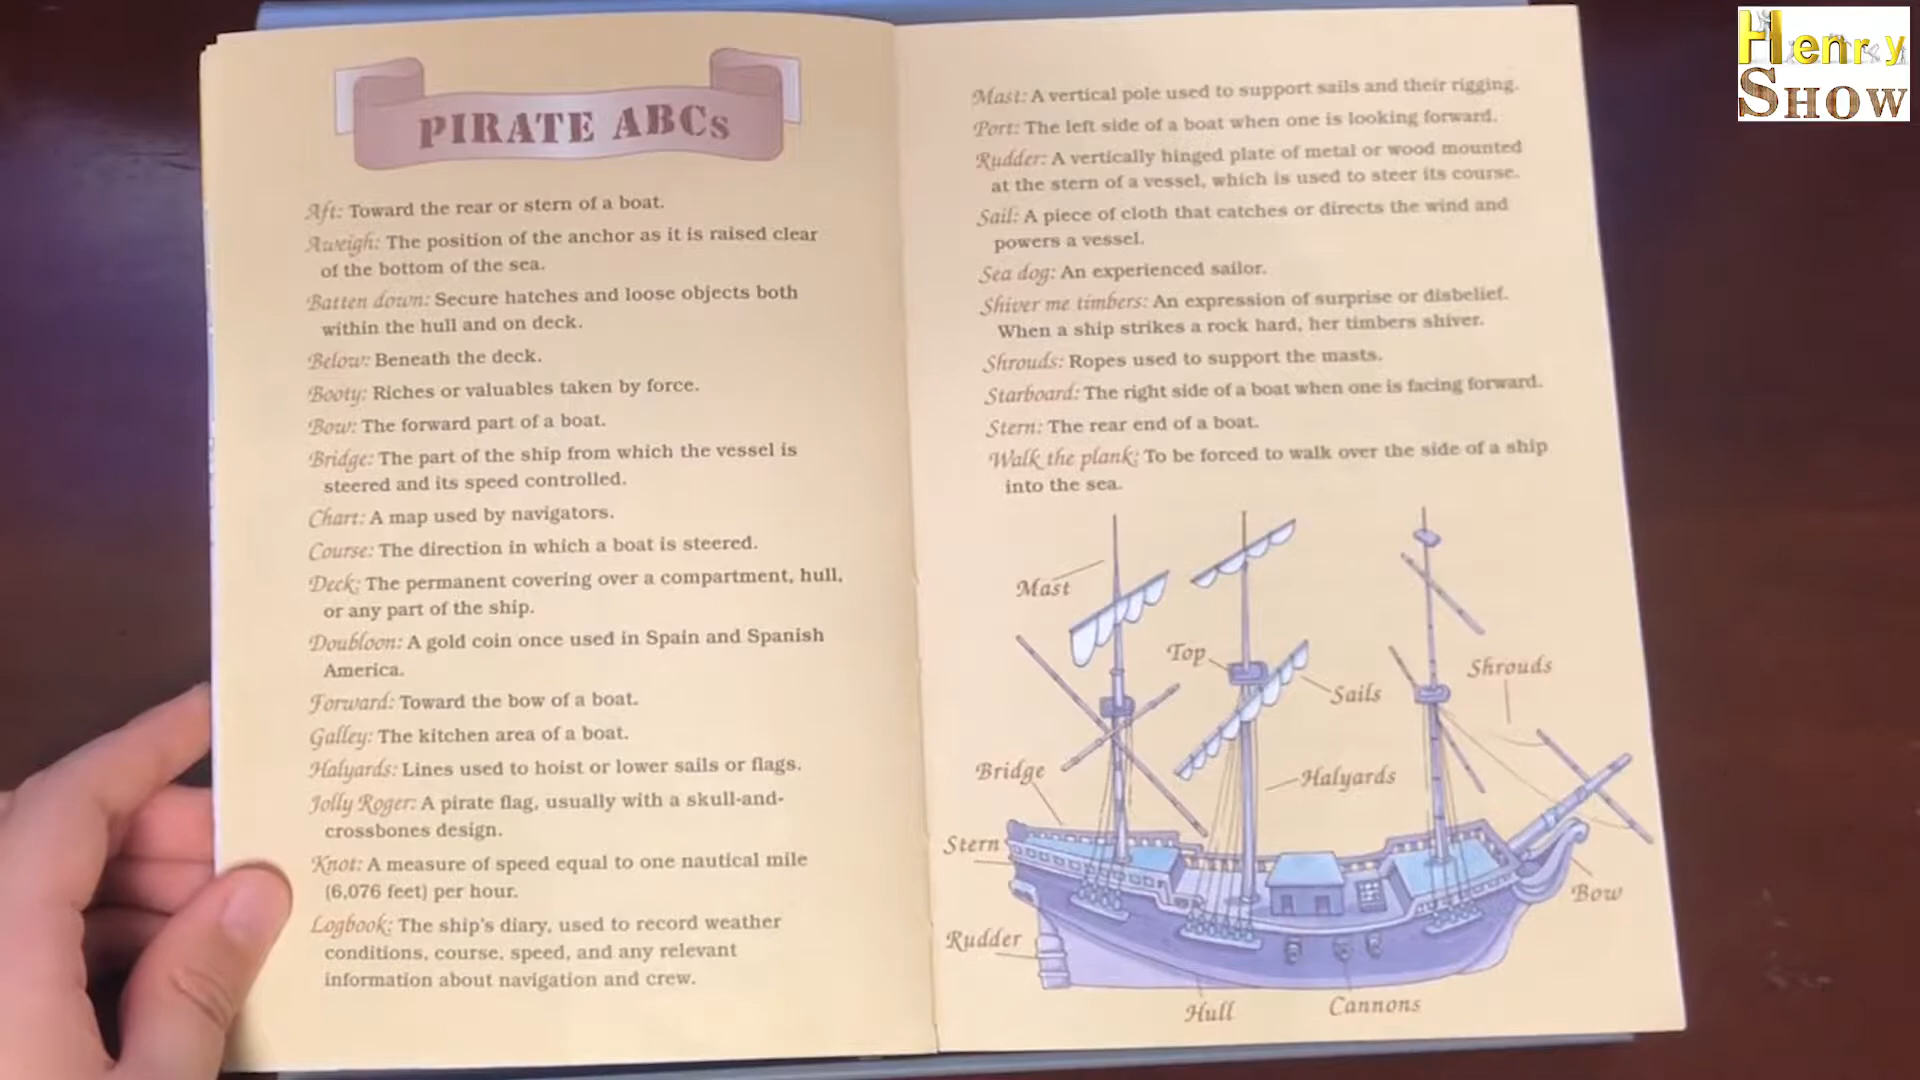 PIRATE ABCs
Aft: Toward the rear or stern of a boat.
Aweigh: The position of the anchor as it is raised clear
of the bottom of the sea.
Batten down: Secure hatches and loose objects both
within the hull and on deck.
Below: Beneath the deck.
Booty: Riches or valuables taken by force.
Bow: The forward part of a boat.
Bridge: The part of the ship from which the vessel is
steered and its speed controlled.
Chart: A map used by navigators.
Course: The direction in which a boat is steered.
Deck: The permanent covering over a compartment, hull,
or any part of the ship.
Doubloon: A gold coin once used in Spain and Spanish
America.
Forward: Toward the bow of a boat.
Galley: The kitchen area of a boat.
Halyards: Lines used to hoist or lower sails or flags.
Jolly Roger: A pirate flag, usually with a skull-and-
crossbones design.
Knot: A measure of speed equal to one nautical mile
(6,076 feet) per hour.
Logbook: The ship's diary, used to record weather
conditions, course, speed, and any relevant
information about navigation and crew.
Mast: A vertical pole used to support sails and their rigging.
Port: The left side of a boat when one is looking forward.
Rudder: A vertically hinged plate of metal or wood mounted
at the stern of a vessel, which is used to steer its course.
Sail: A piece of cloth that catches or directs the wind and
powers a vessel.
Sea dog: An experienced sailor.
Shiver me timbers: An expression of surprise or disbelief.
When a ship strikes a rock hard, her timbers shiver.
Shrouds: Ropes used to support the masts.
Starboard: The right side of a boat when one is facing forward.
Stern: The rear end of a boat.
Walk the plank: To be forced to walk over the side of a ship
into the sea.
Mast
Top
Sails
Shrouds
Bridge
Halyards
Stern
Bow
Rudder
Hull
Cannons
Henry
SHOW